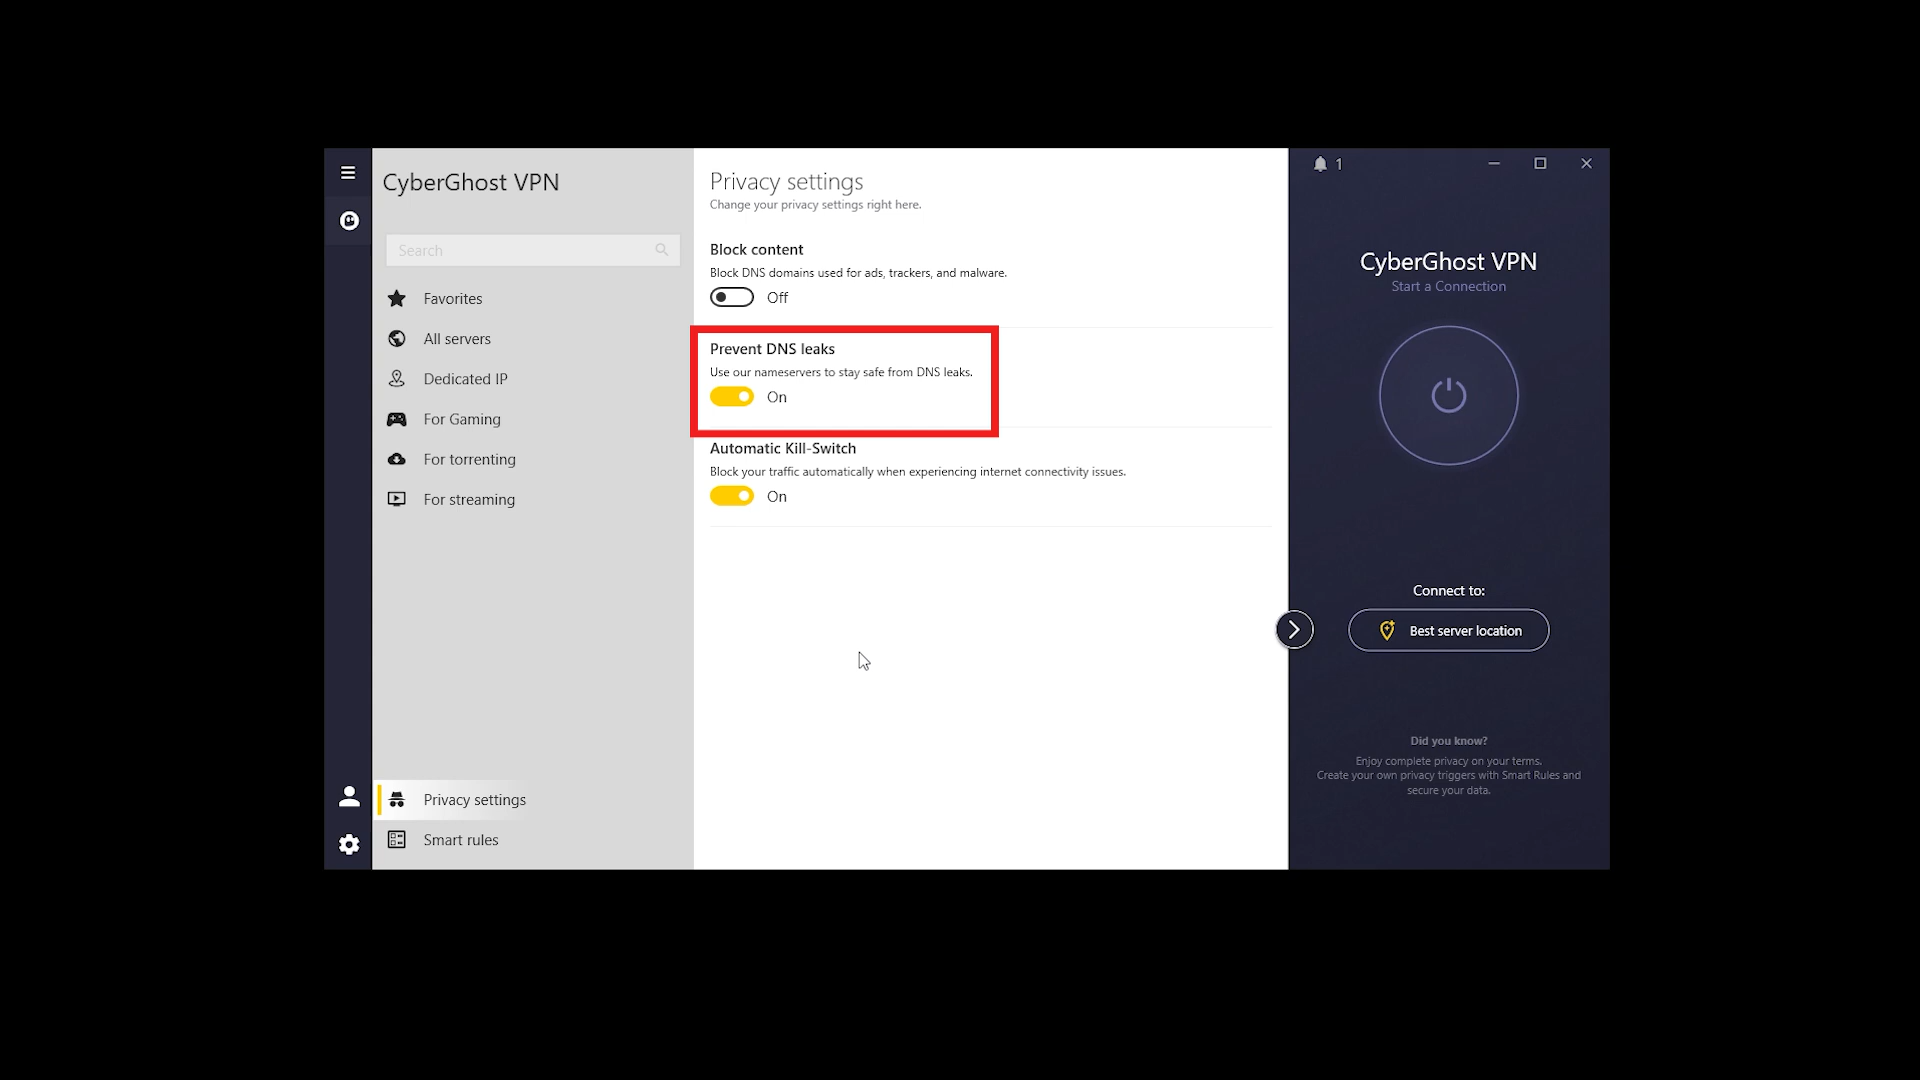 CyberGhost VPN
Search
Favorites
All servers
Dedicated IP
For Gaming
For torrenting
For streaming
Privacy settings
Smart rules
Privacy settings
Change your privacy settings right here.
Block content
Block DNS domains used for ads, trackers, and malware.
Off
Prevent DNS leaks
Use our nameservers to stay safe from DNS leaks.
On
Automatic Kill-Switch
Block your traffic automatically when experiencing internet connectivity issues.
On
1
CyberGhost VPN
Start a Connection
Connect to:
Best server location
Did you know?
Enjoy complete privacy on your terms.
Create your own privacy triggers with Smart Rules and
secure your data.